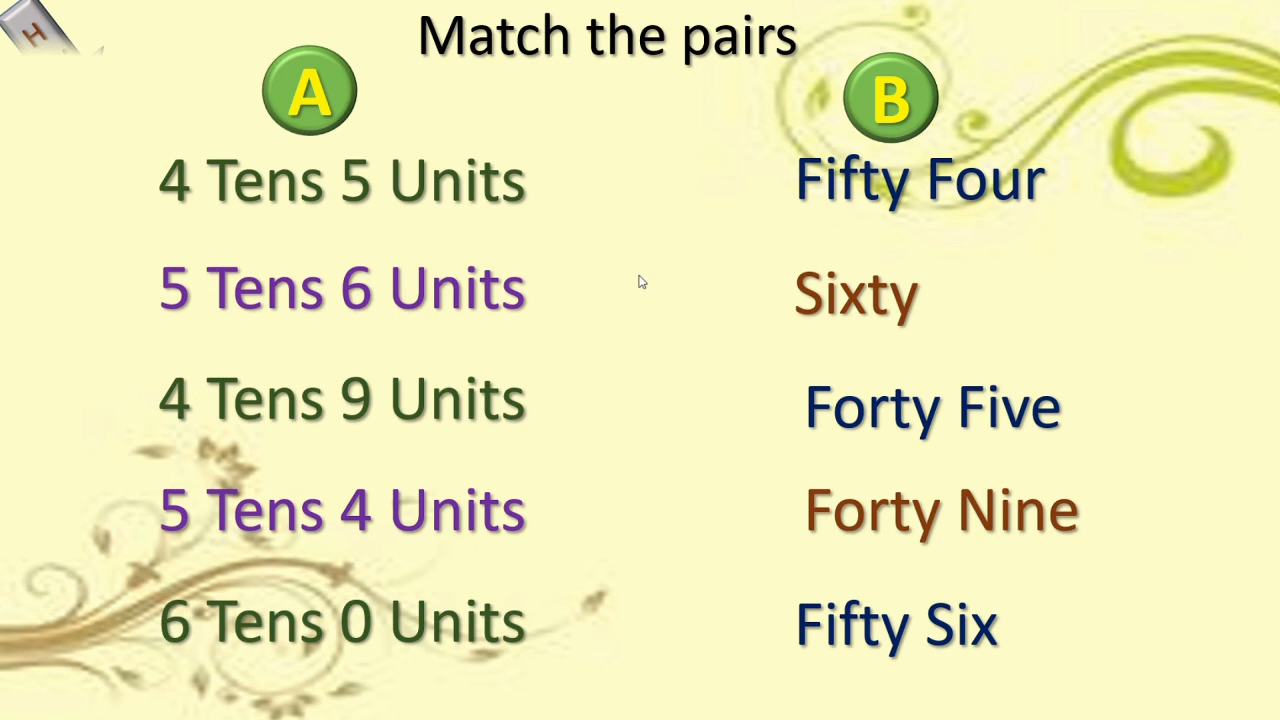 H
Match the pairs
A
B
4 Tens 5 Units
Fifty Four
5 Tens 6 Units
Sixty
4 Tens 9 Units
Forty Five
5 Tens 4 Units
Forty Nine
6 Tens 0 Units
Fifty Six